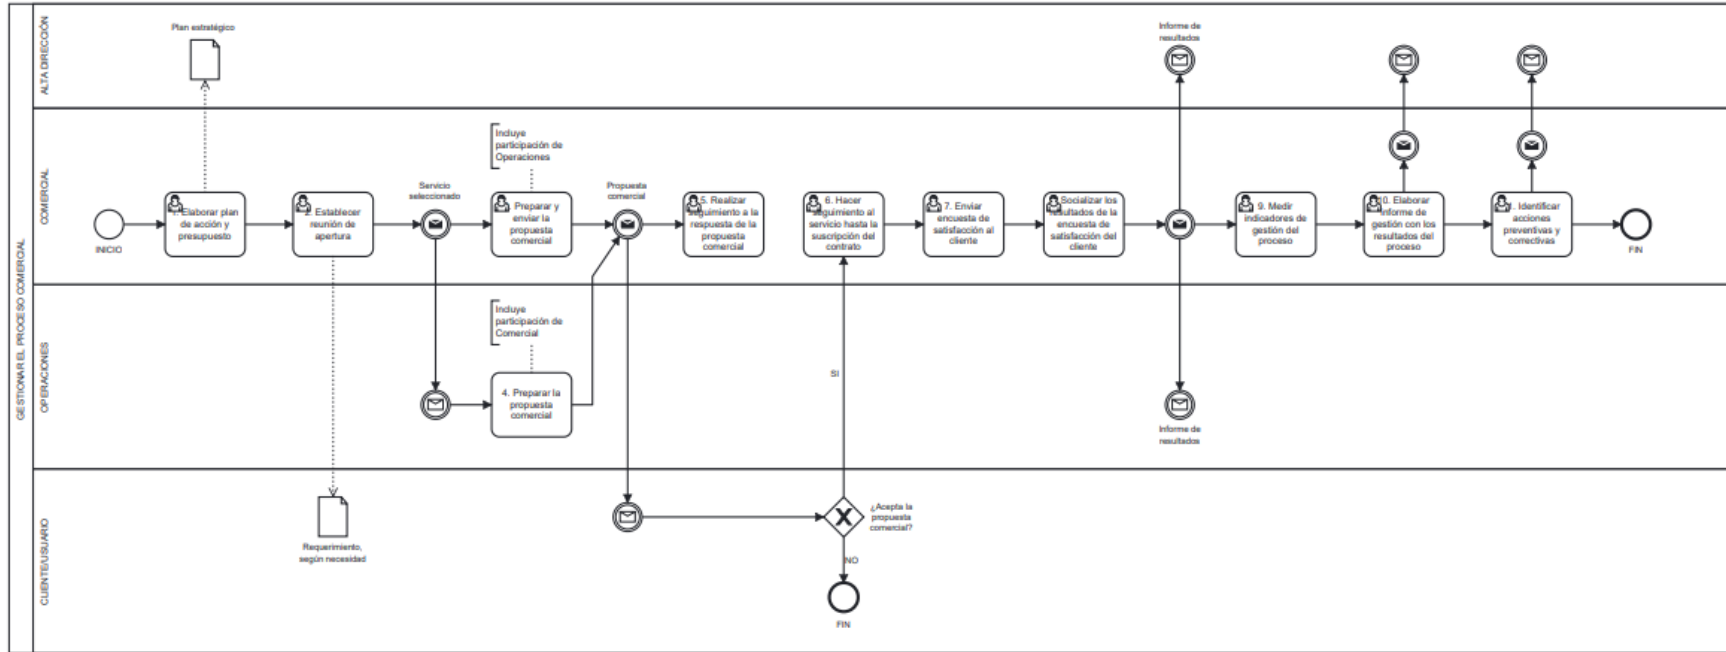 GESTIONAR EL PROCESO COMERCIAL
ALTA DIRECCIÓN
Plan estratégico
Informe de
resultados
COMERCIAL
INICIO
1. Elaborar plan
de acción y
presupuesto
2. Establecer
reunión de
apertura
Servicio
seleccionado
Incluye
participación de
Operaciones
Preparar y
enviar la
propuesta
comercial
Propuesta
comercial
5. Realizar
seguimiento a la
respuesta de la
propuesta
comercial
6. Hacer
seguimiento al
servicio hasta la
suscripción del
contrato
7. Enviar
encuesta de
satisfacción al
cliente
Socializar los
resultados de la
encuesta de
satisfacción del
cliente
9. Medir
indicadores de
gestión del
proceso
10. Elaborar
informe de
gestión con los
resultados del
proceso
Identificar
acciones
preventivas y
correctivas
FIN
OPERACIONES
Incluye
participación de
Comercial
4. Preparar la
propuesta
comercial
SI
Informe de
resultados
CLIENTE/USUARIO
Requerimiento,
según necesidad
¿Acepta la
propuesta
comercial?
NO
FIN